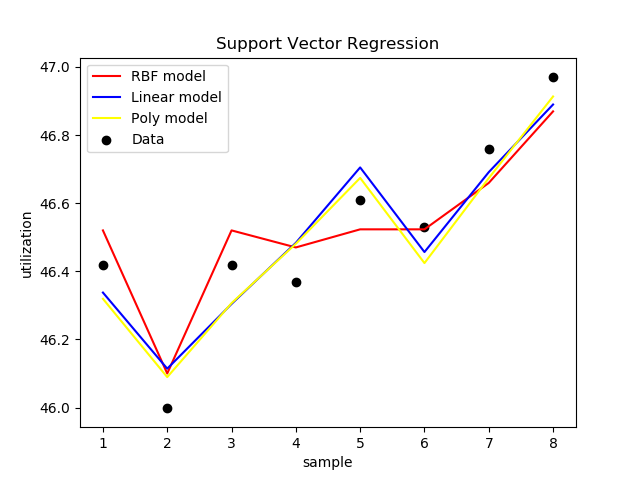 Support Vector Regression
RBF model
Linear model
Poly model
Data
utilization
47.0
46.8
46.6
46.4
46.2
46.0
1 2 3 4 5 6 7 8
sample